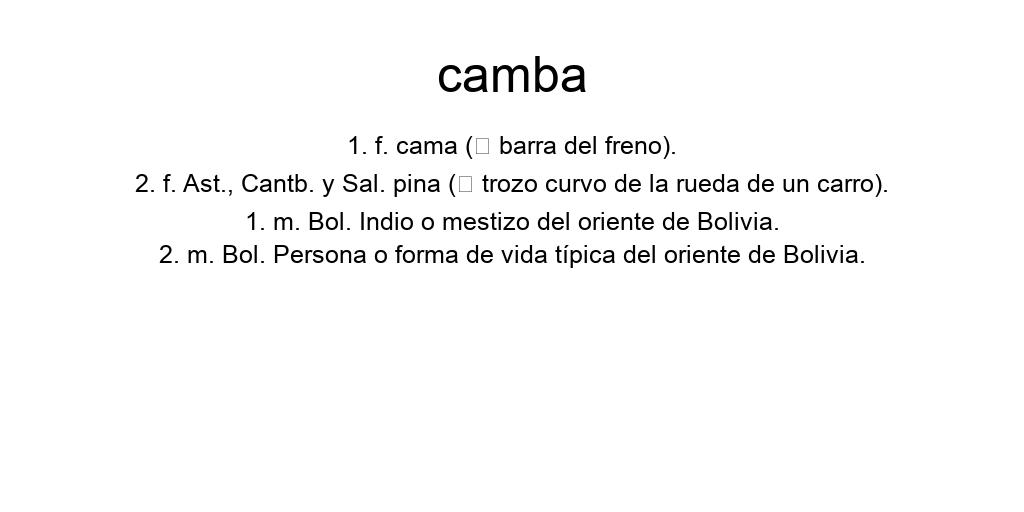 camba
1. f. cama (□ barra del freno).
2. f. Ast., Cantb. y Sal. pina (□ trozo curvo de la rueda de un carro).
1. m. Bol. Indio o mestizo del oriente de Bolivia.
2. m. Bol. Persona o forma de vida típica del oriente de Bolivia.